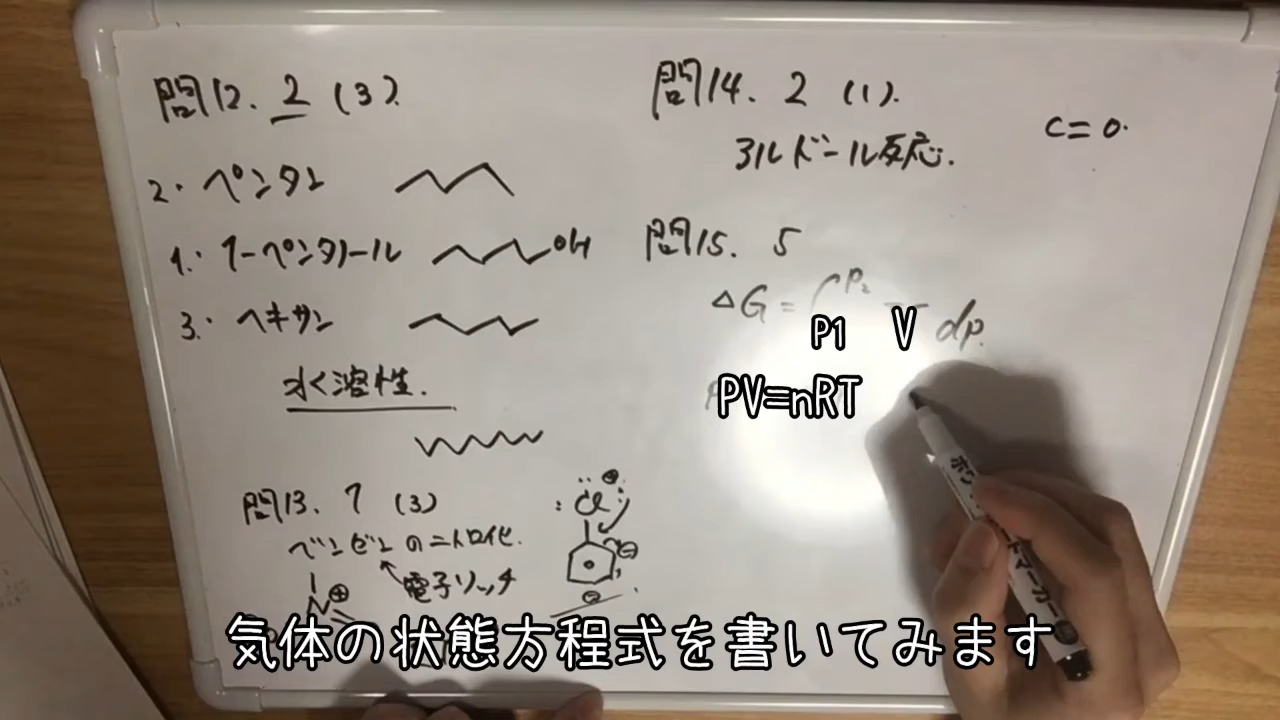 問12. 2 (3).
2. ペンタン
1. 1-ペンタノール OH
3. ヘキサン
水溶性.
問13. 7 (3)
ベンゼンのニトロ化.
電子リッチ
N ⊕
:C̈l: ⊕
⊖
⊖
問14. 2 (1).
アルドール反応.
C=0.
問15. 5
ΔG = ∫ P₂ P1 V dp.
PV=nRT
気体の状態方程式を書いてみます